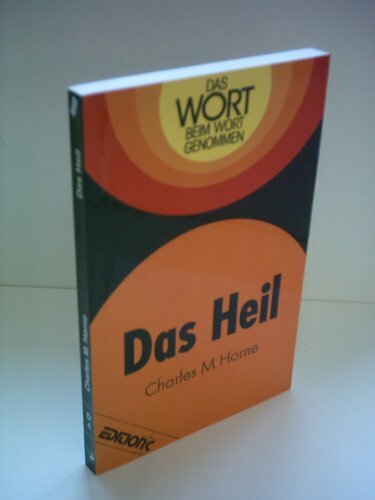 DAS
WORT
BEIM WORT
GENOMMEN
Das Heil
Charles M. Horne
EDITION C
Das Heil
Charles M. Horne